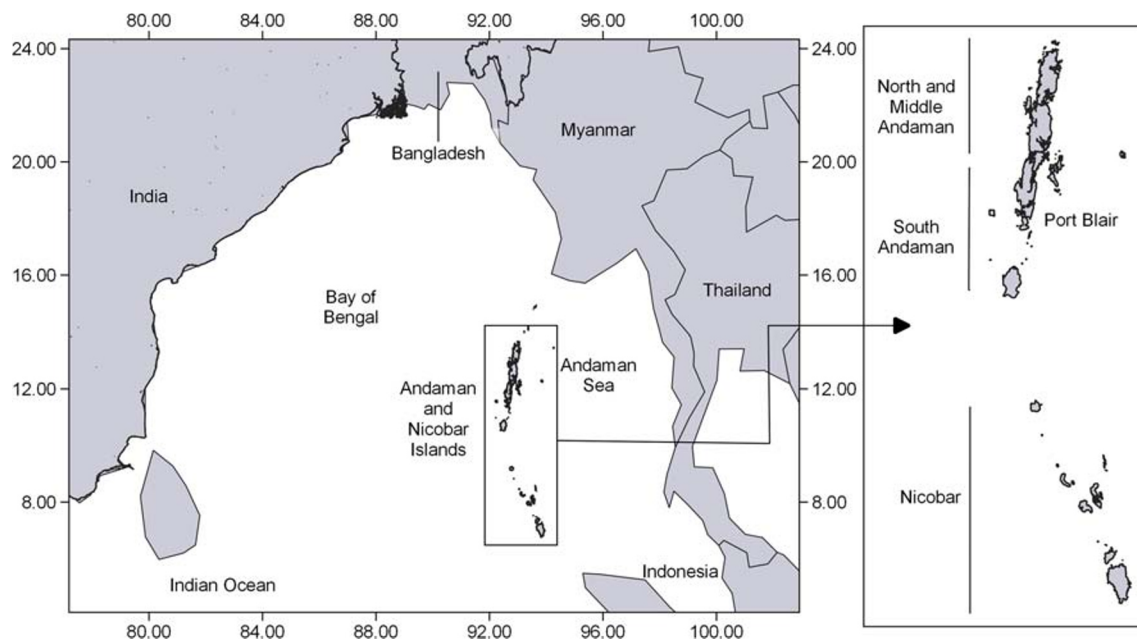 80.00 84.00 88.00 92.00 96.00 100.00
24.00
24.00
20.00
20.00
16.00
16.00
12.00
12.00
8.00
8.00
India
Bangladesh
Myanmar
Thailand
Bay of
Bengal
Andaman
and
Nicobar
Islands
Andaman
Sea
Indian Ocean
Indonesia
80.00 84.00 88.00 92.00 96.00 100.00
North and
Middle
Andaman
South
Andaman
Port Blair
Nicobar